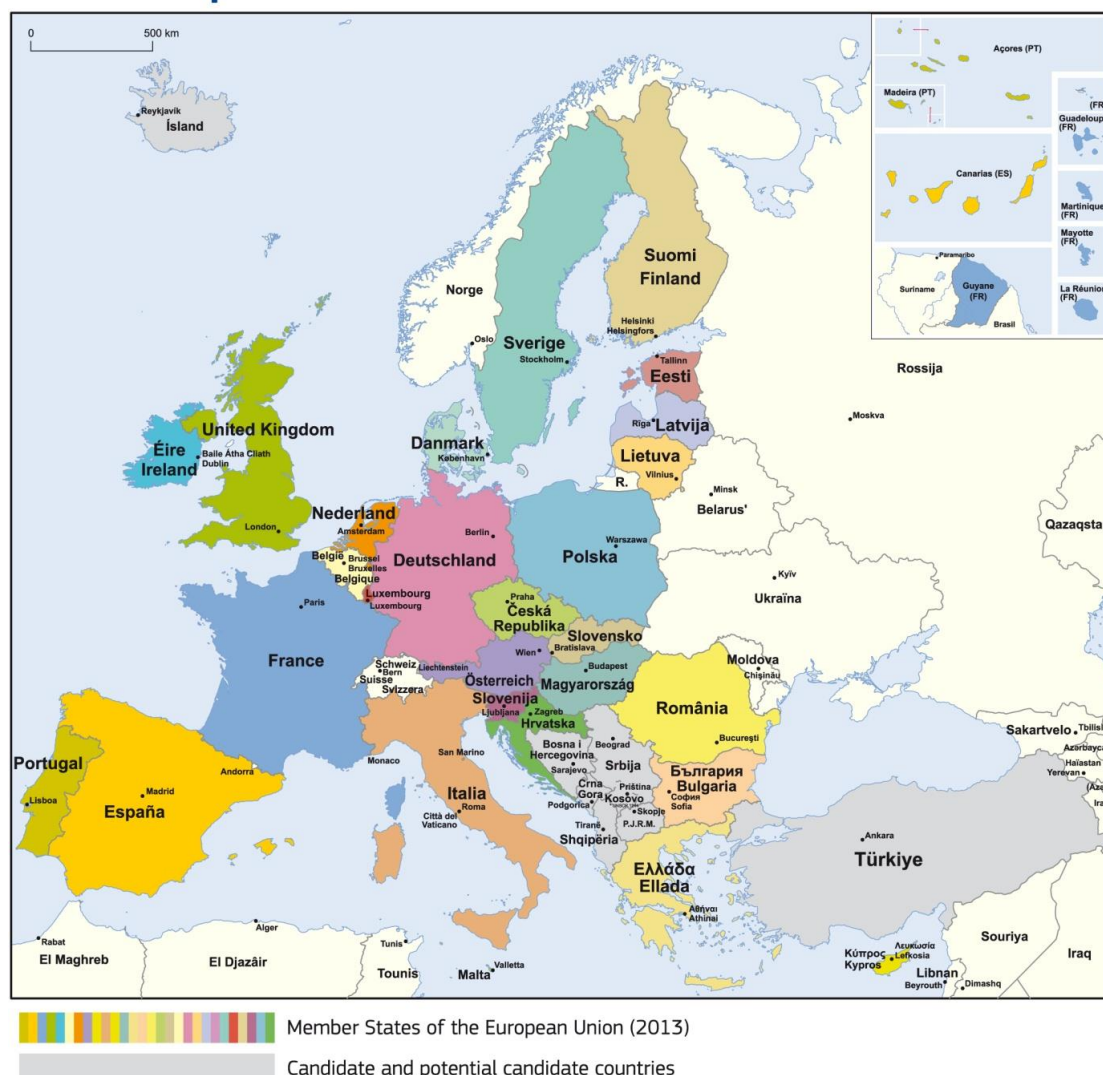 0 500 km
Reykjavík
Ísland
Açores (PT)
Madeira (PT)
(FR)
Guadeloupe
(FR)
Canarias (ES)
Martinique
(FR)
Mayotte
(FR)
Paramaribo
Suriname
Guyane
(FR)
Brasil
La Réunion
(FR)
Norge
Oslo
Suomi
Finland
Helsinki
Helsingfors
Sverige
Stockholm
Tallinn
Eesti
Rossija
Moskva
Rīga
Latvija
United Kingdom
Éire
Ireland
Baile Átha Cliath
Dublin
London
Danmark
København
Lietuva
Vilnius
R.
Minsk
Belarus'
Qazaqsta
Nederland
Amsterdam
België
Brussel
Bruxelles
Belgique
Luxembourg
Luxembourg
Berlin
Deutschland
Warszawa
Polska
Kyïv
Ukraïna
Paris
France
Praha
Česká
Republika
Slovensko
Bratislava
Wien
Österreich
Liechtenstein
Schweiz
Bern
Suisse
Svizzera
Budapest
Magyarország
Moldova
Chişinău
Slovenija
Ljubljana
Zagreb
Hrvatska
România
Bucureşti
Bosna i
Hercegovina
Sarajevo
Beograd
Srbija
Crna
Gora
Podgorica
Priština
Kosovo
Skopje
P.J.R.M.
Tiranë
Shqipëria
България
Bulgaria
София
Sofia
Sakartvelo
Tbilisi
Azərbayca
Haïastan
Yerevan
(Aza
Ira
Portugal
Lisboa
Madrid
España
Andorra
Monaco
San Marino
Italia
Roma
Città del
Vaticano
Ankara
Türkiye
Ελλάδα
Ellada
Αθήναι
Athinai
Rabat
El Maghreb
Alger
El Djazâir
Tunis
Tounis
Valletta
Malta
Κύπρος
Kypros
Λευκωσία
Lefkosia
Libnan
Beyrouth
Souriya
Dimashq
Iraq
Member States of the European Union (2013)
Candidate and potential candidate countries